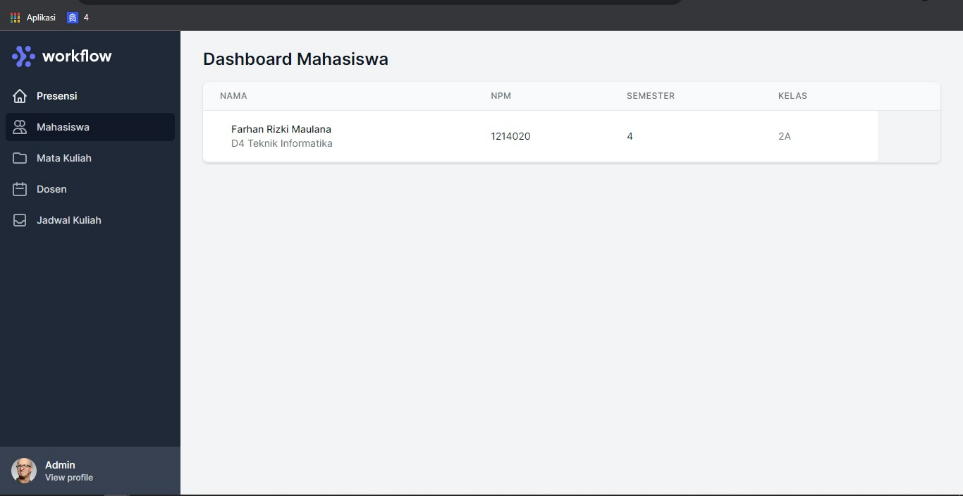 Aplikasi 4
workflow
Presensi
Mahasiswa
Mata Kuliah
Dosen
Jadwal Kuliah
Admin
View profile
Dashboard Mahasiswa
NAMA NPM SEMESTER KELAS
Farhan Rizki Maulana 1214020 4 2A
D4 Teknik Informatika